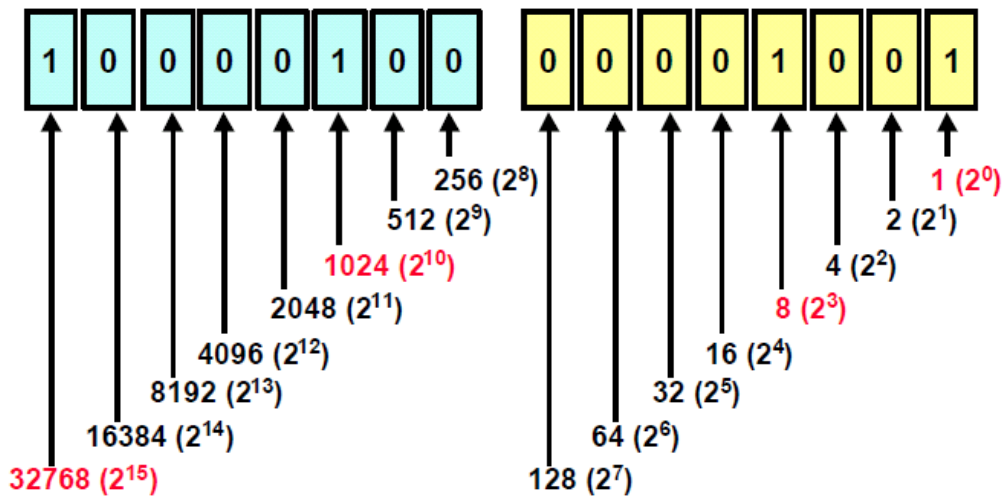 1 0 0 0 0 1 0 0 0 0 0 0 1 0 0 1
256 (2⁸) 1 (2⁰)
512 (2⁹) 2 (2¹)
1024 (2¹⁰) 4 (2²)
2048 (2¹¹) 8 (2³)
4096 (2¹²) 16 (2⁴)
8192 (2¹³) 32 (2⁵)
16384 (2¹⁴) 64 (2⁶)
32768 (2¹⁵) 128 (2⁷)